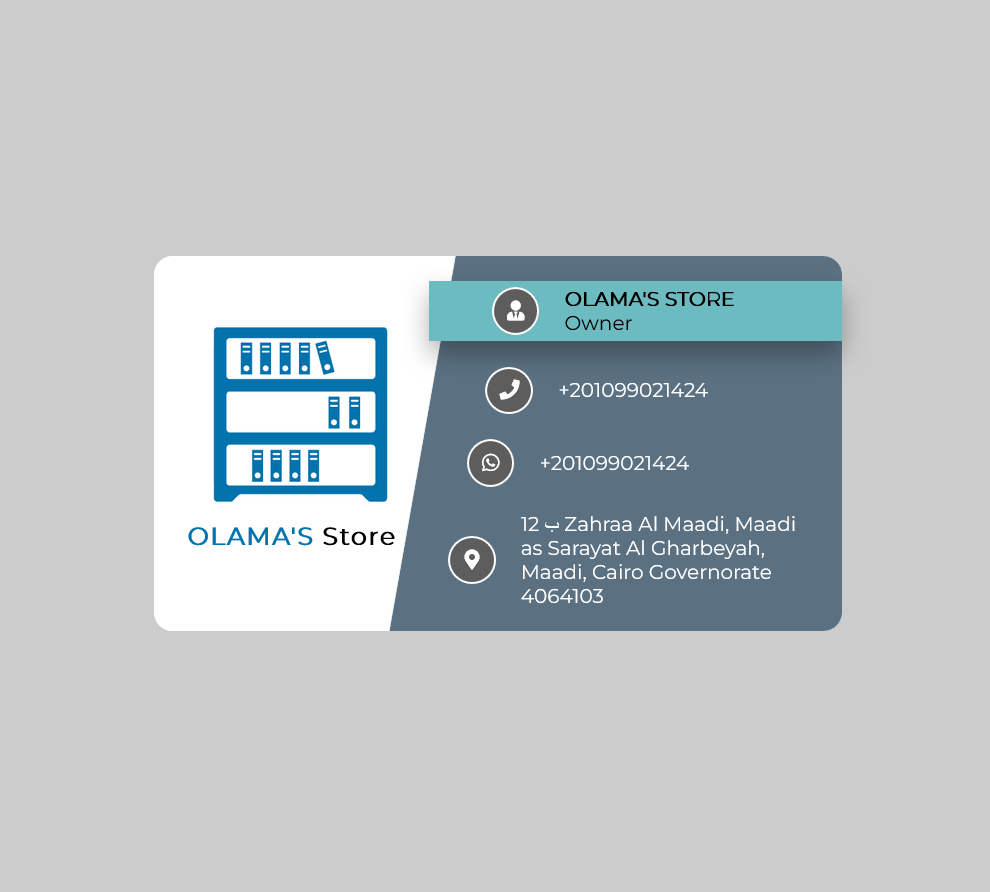 OLAMA'S Store
OLAMA'S STORE
Owner
+201099021424
+201099021424
12 ب Zahraa Al Maadi, Maadi
as Sarayat Al Gharbeyah,
Maadi, Cairo Governorate
4064103